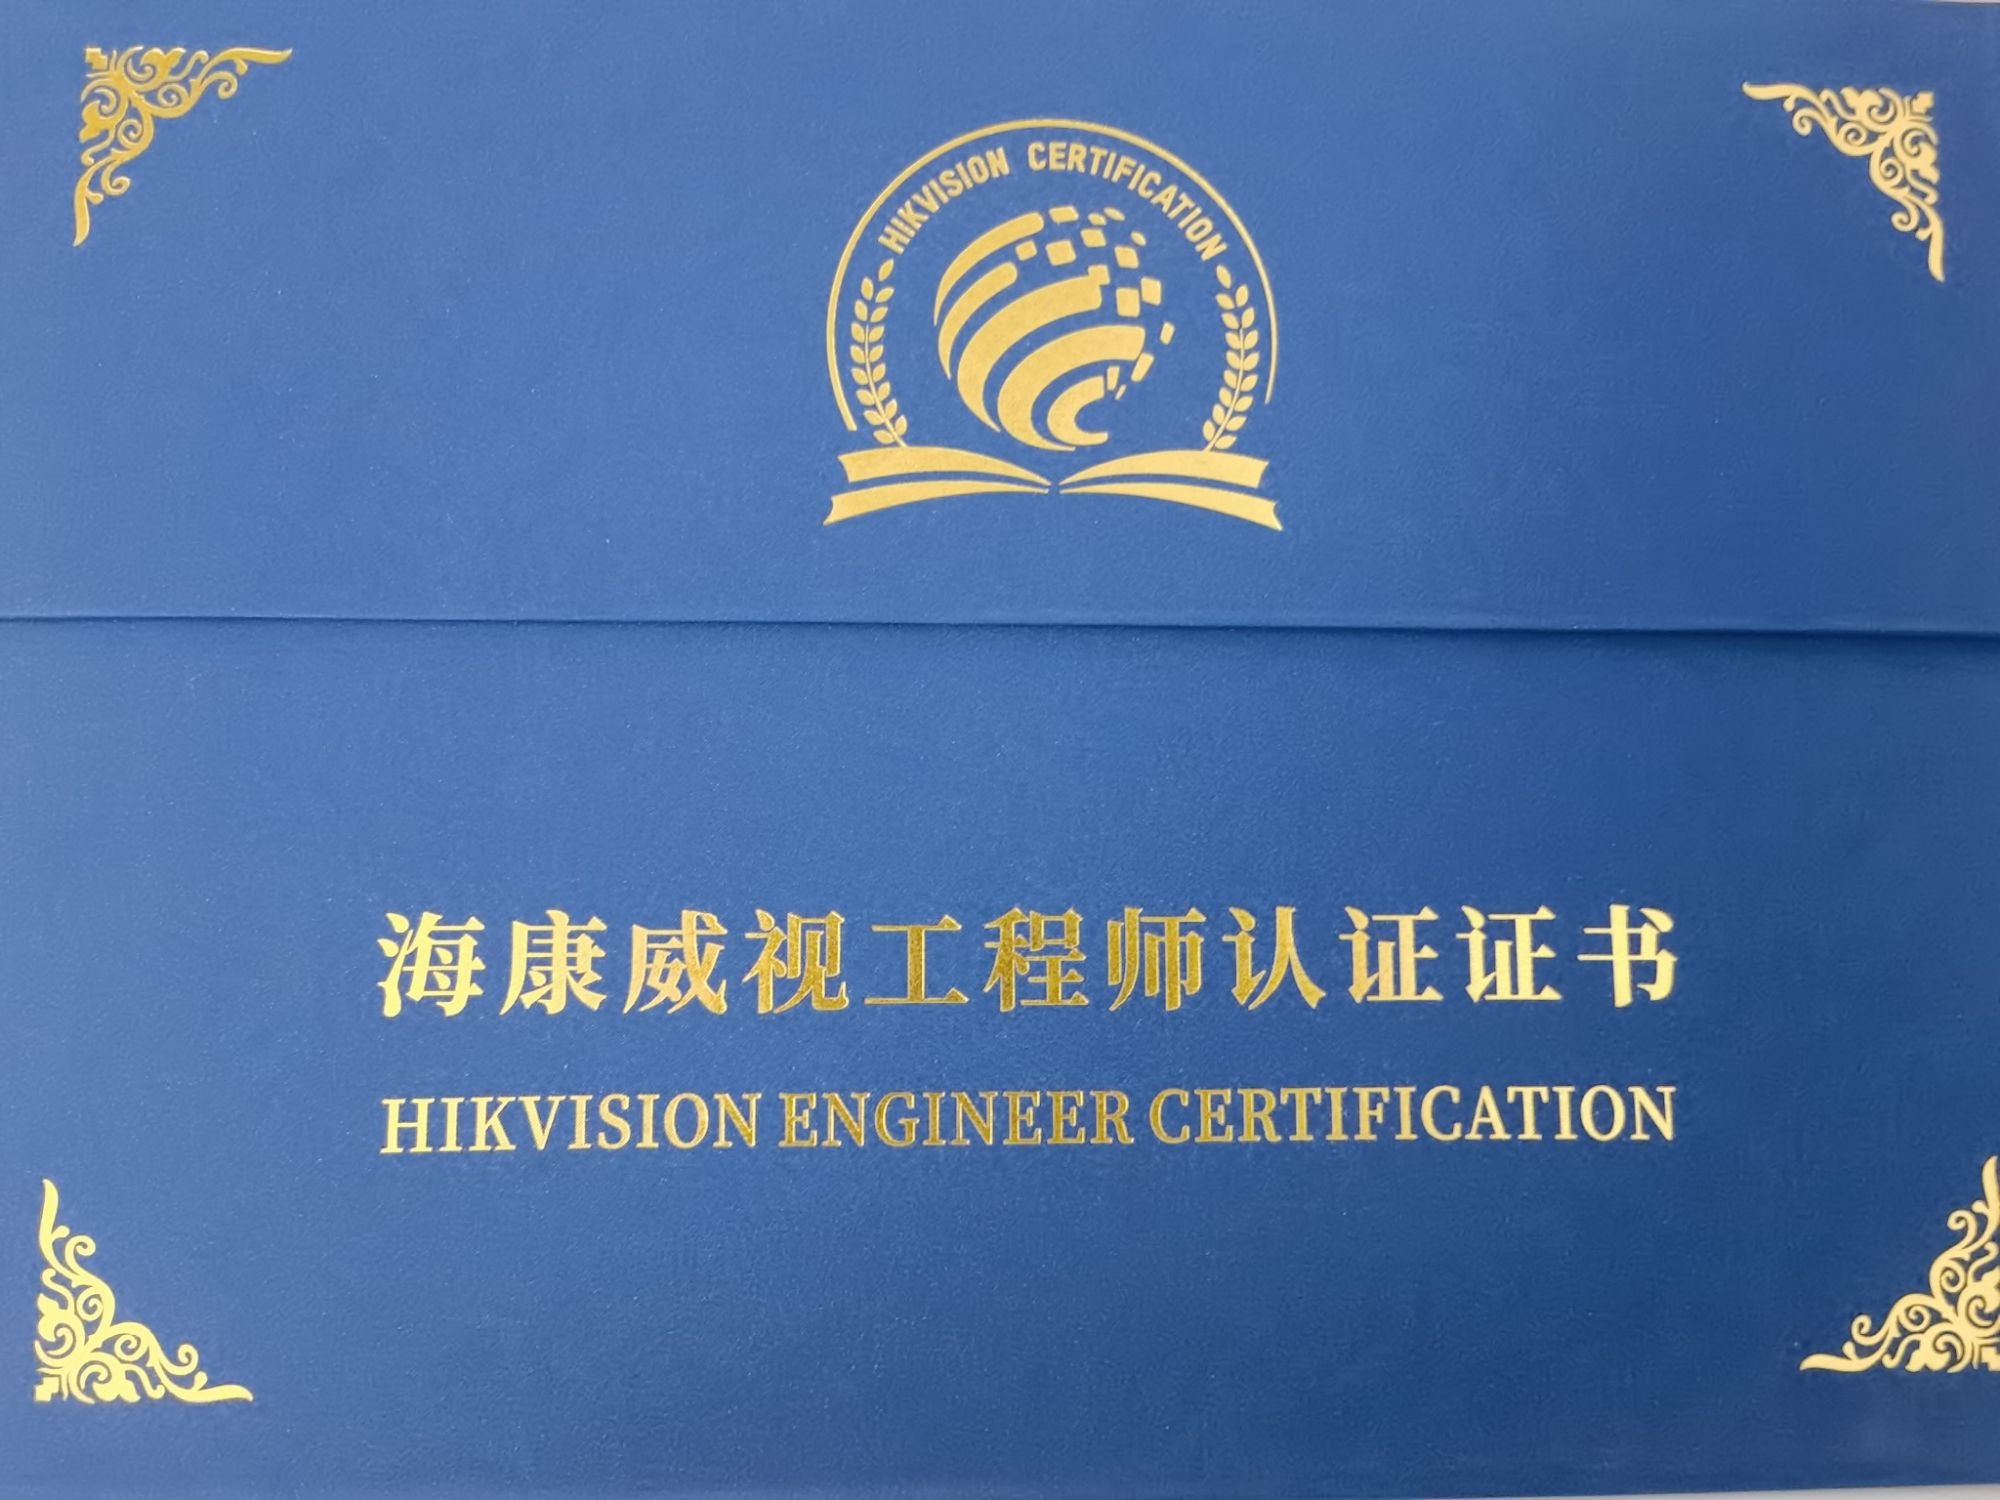 HIKVISION CERTIFICATION
海康威视工程师认证证书
HIKVISION ENGINEER CERTIFICATION